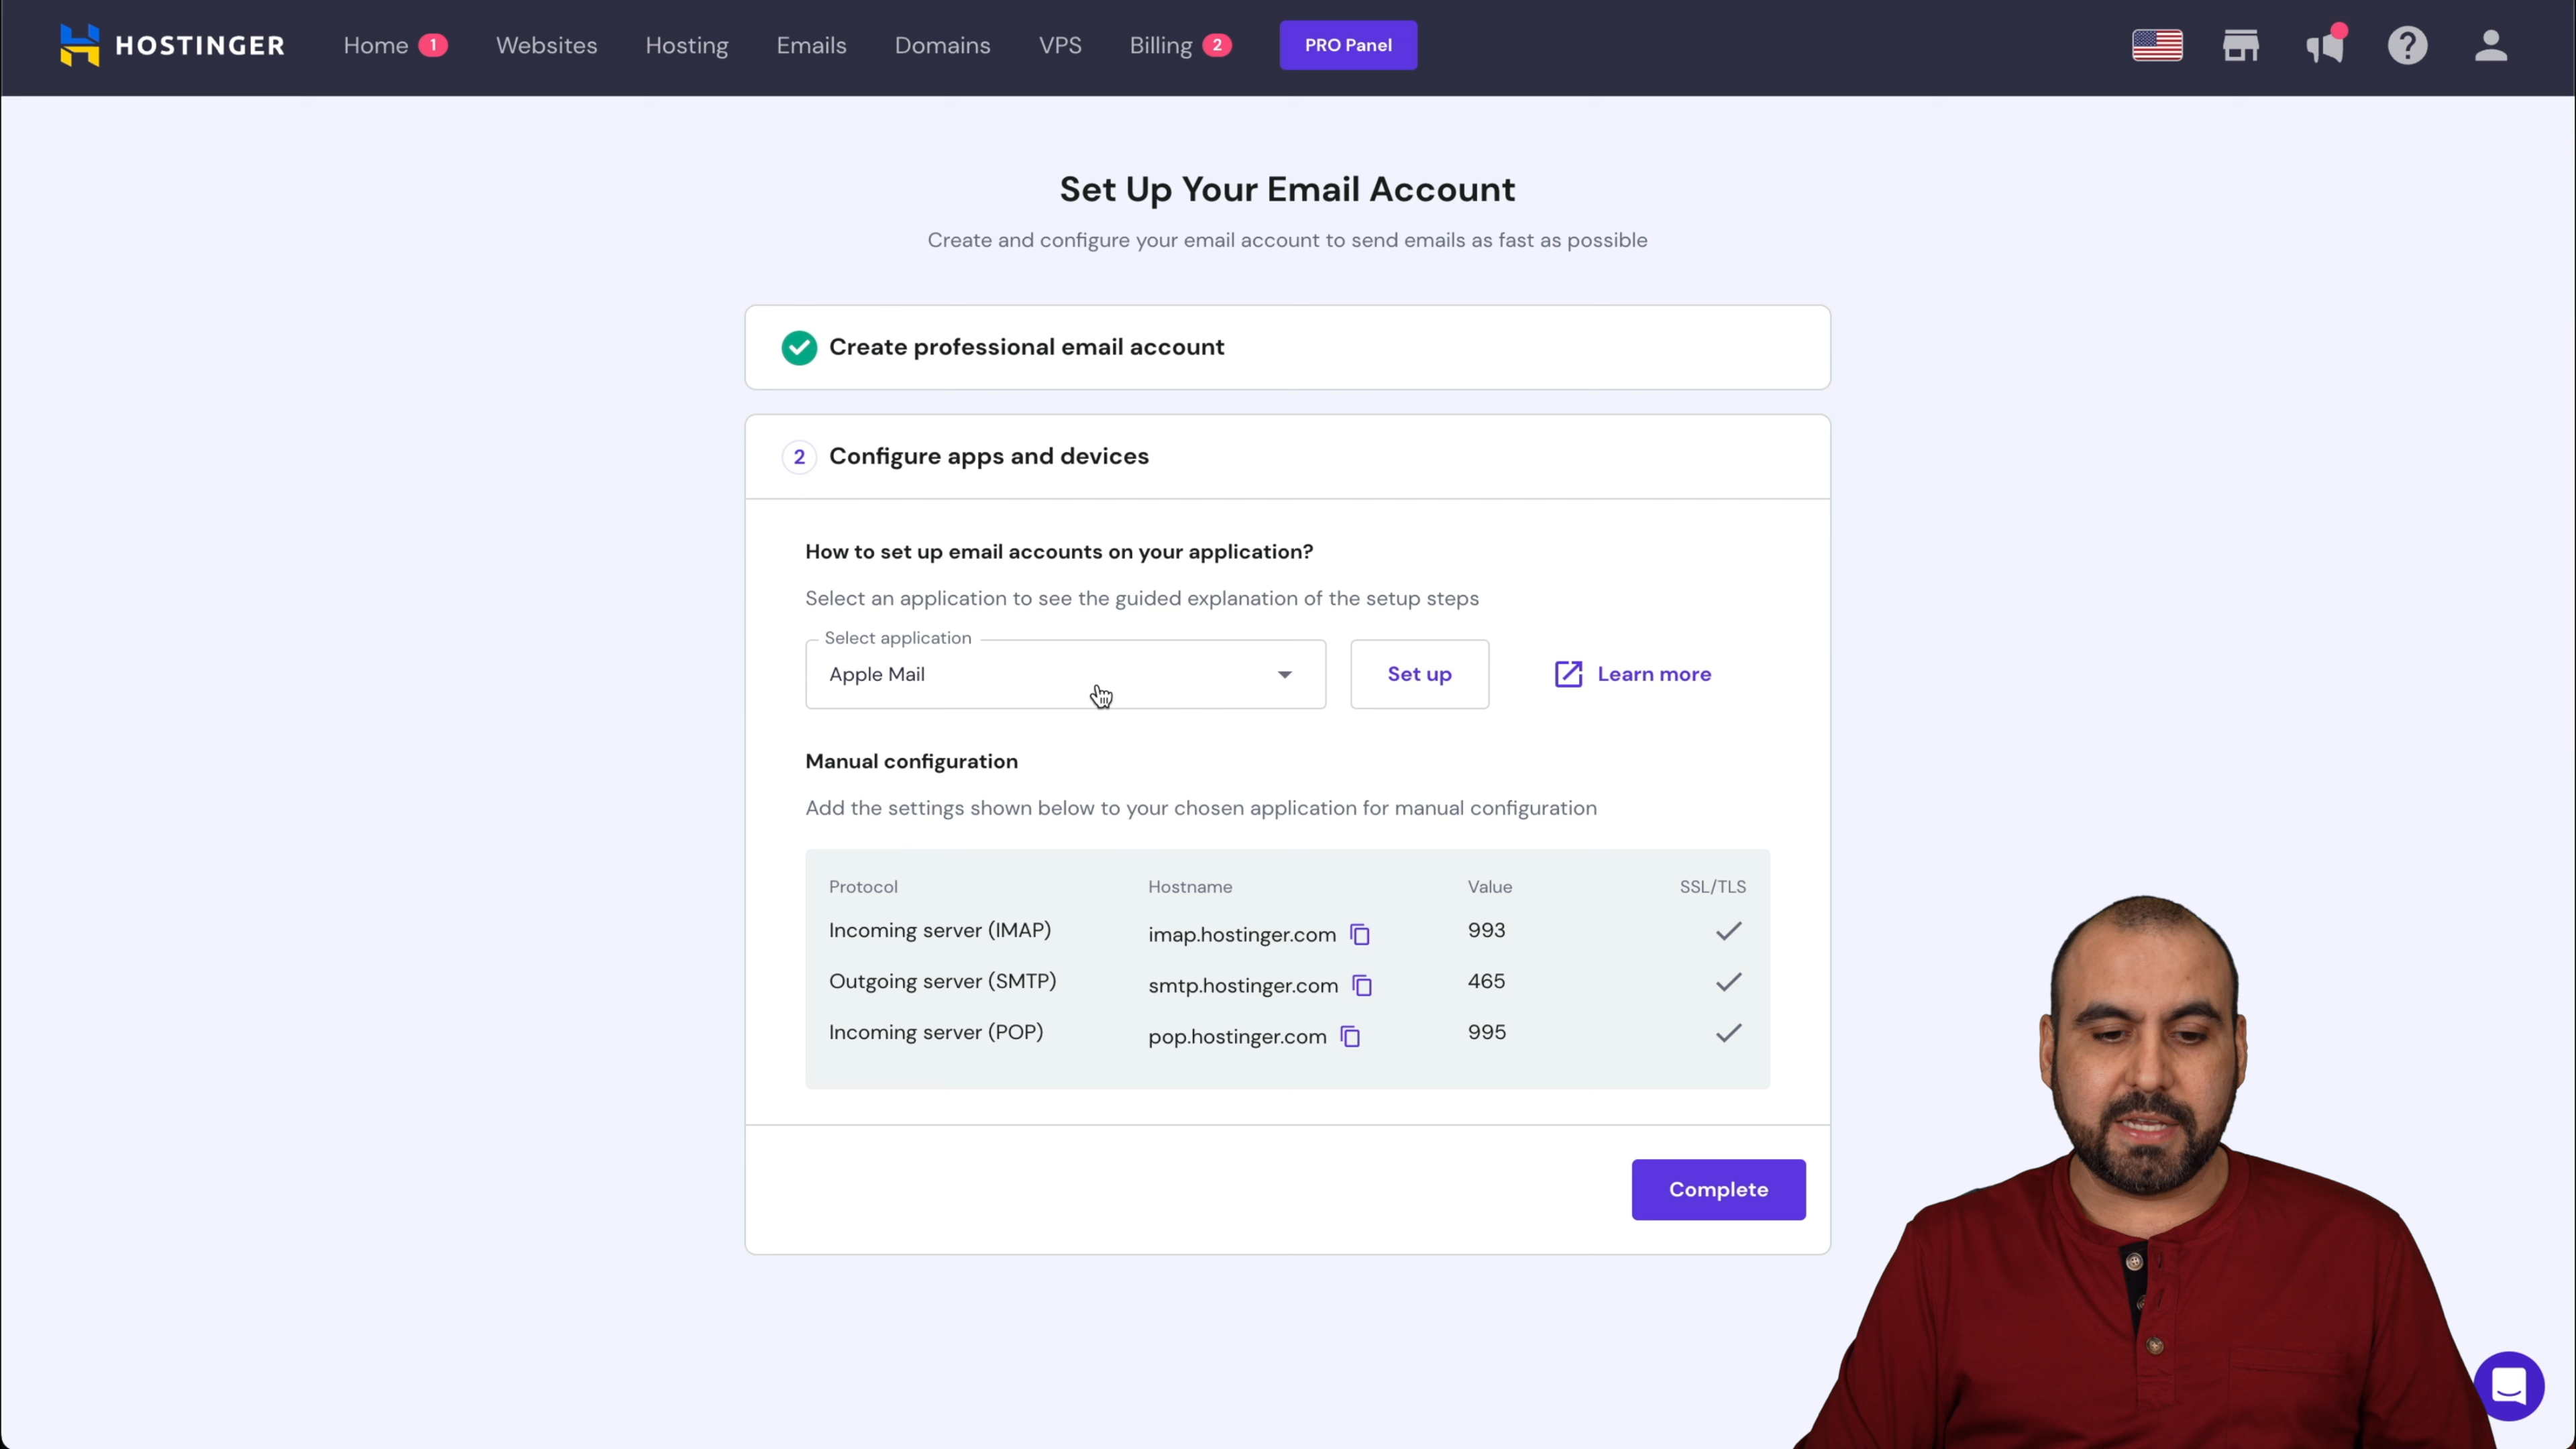 HOSTINGER Home 1 Websites Hosting Emails Domains VPS Billing 2 PRO Panel
Set Up Your Email Account
Create and configure your email account to send emails as fast as possible
Create professional email account
2 Configure apps and devices
How to set up email accounts on your application?
Select an application to see the guided explanation of the setup steps
Select application
Apple Mail Set up Learn more
Manual configuration
Add the settings shown below to your chosen application for manual configuration
Protocol Hostname Value SSL/TLS
Incoming server (IMAP) imap.hostinger.com 993
Outgoing server (SMTP) smtp.hostinger.com 465
Incoming server (POP) pop.hostinger.com 995
Complete